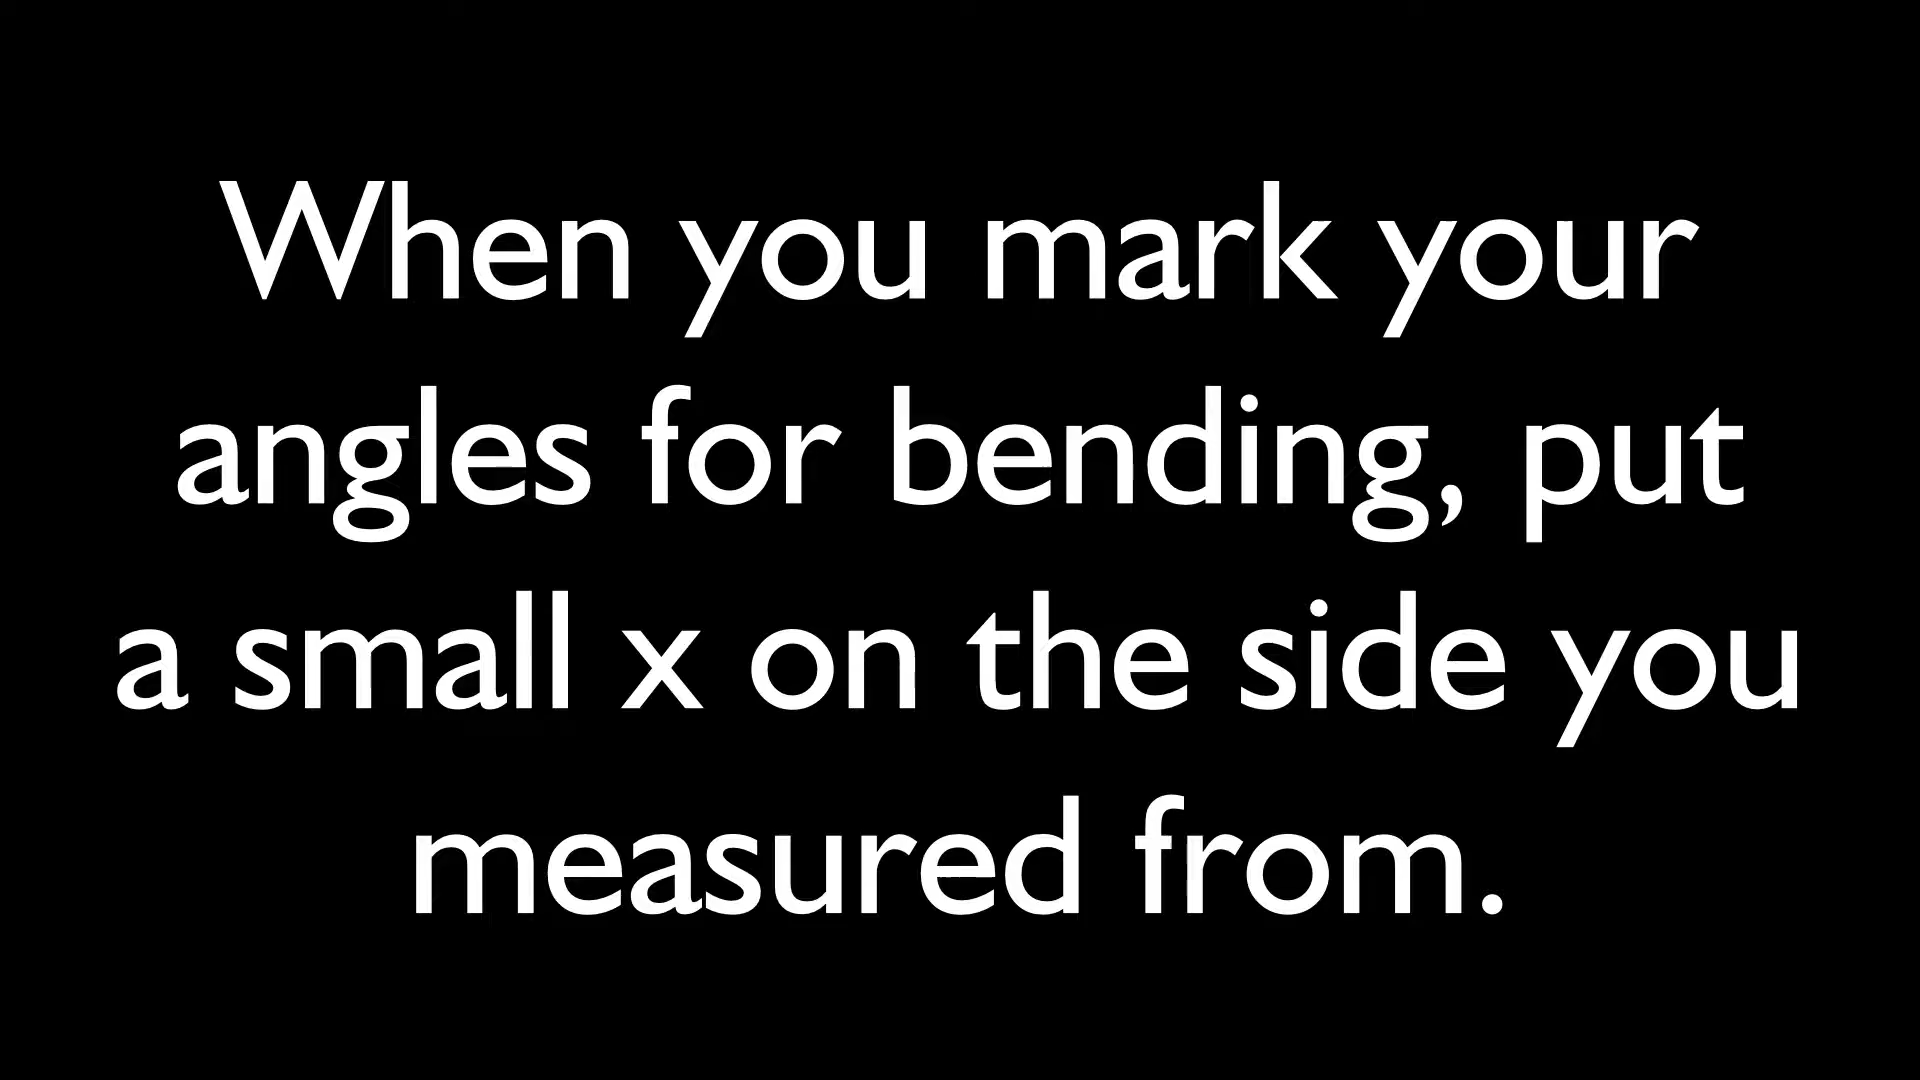 When you mark your
angles for bending, put
a small x on the side you
measured from.